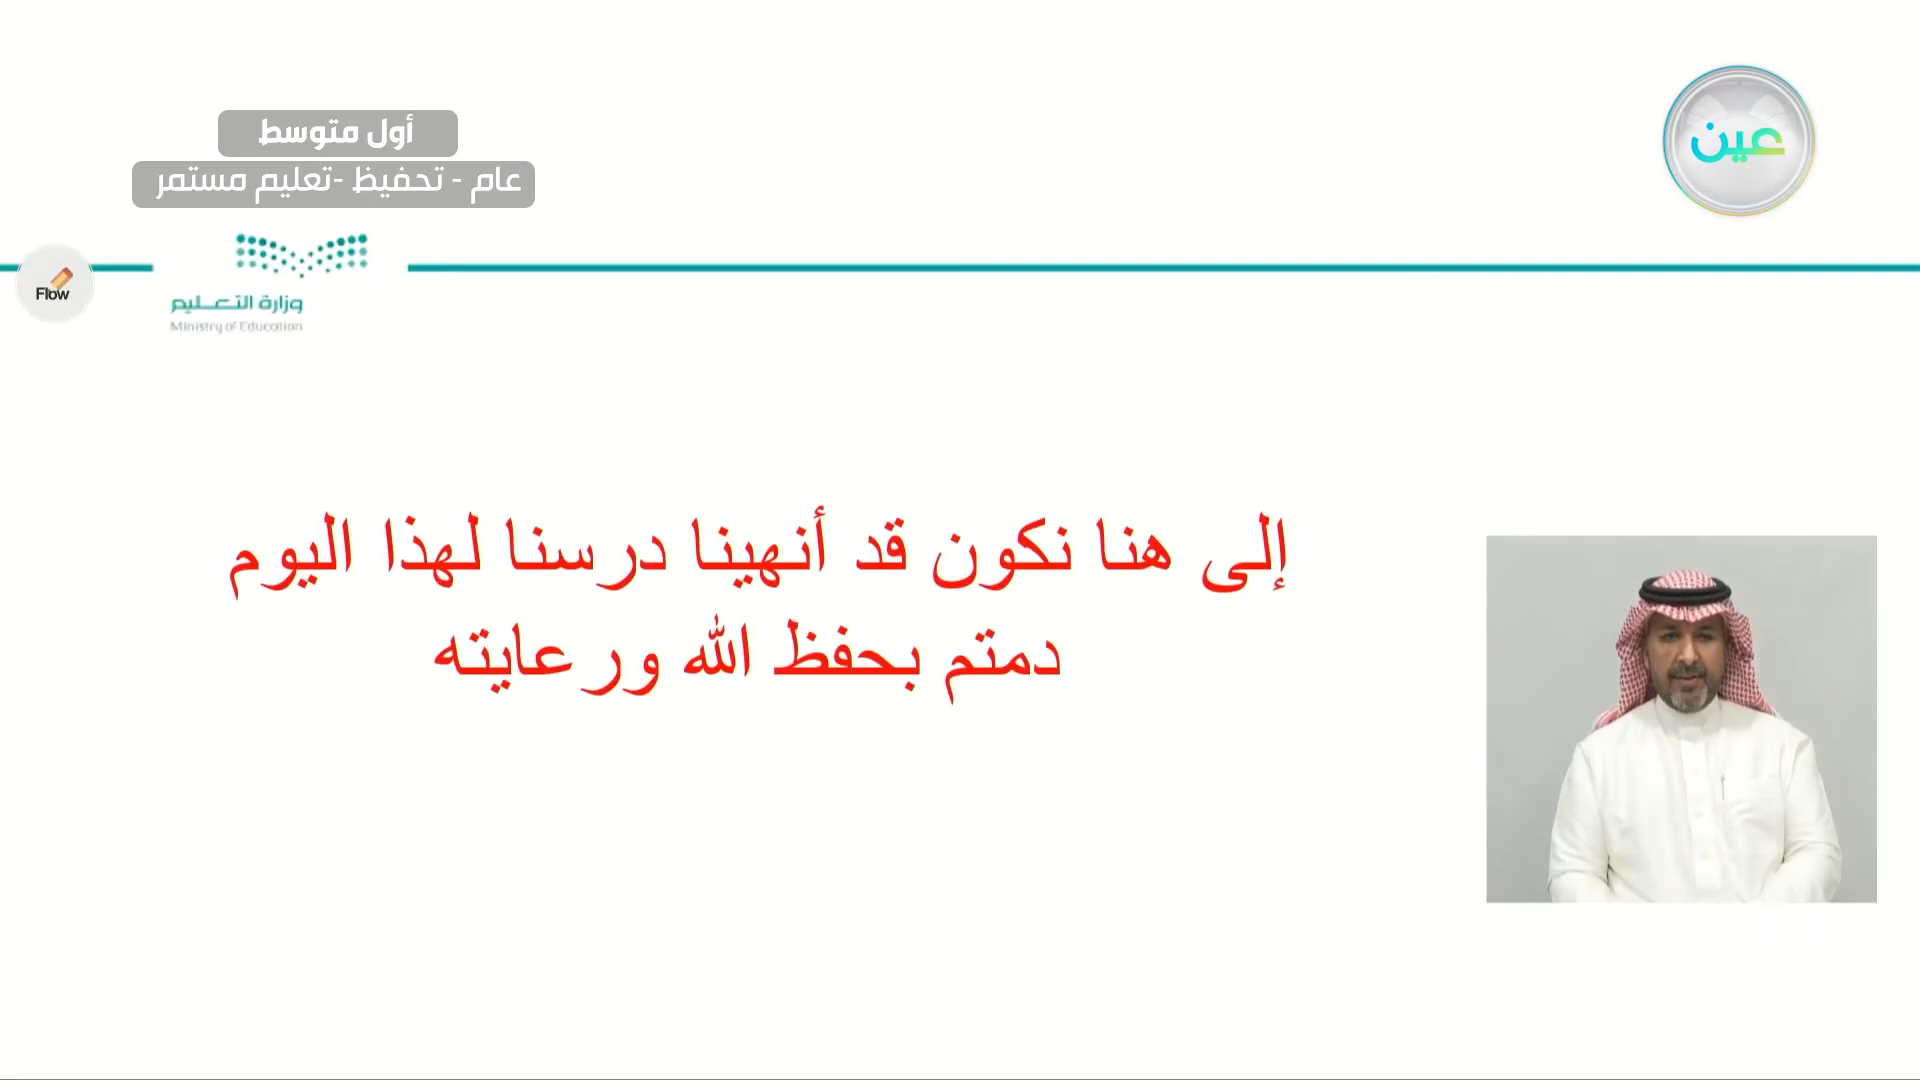 أول متوسط
عام - تحفيظ -تعليم مستمر
عين
Flow
وزارة التعليم
Ministry of Education
إلى هنا نكون قد أنهينا درسنا لهذا اليوم
دمتم بحفظ الله ورعايته